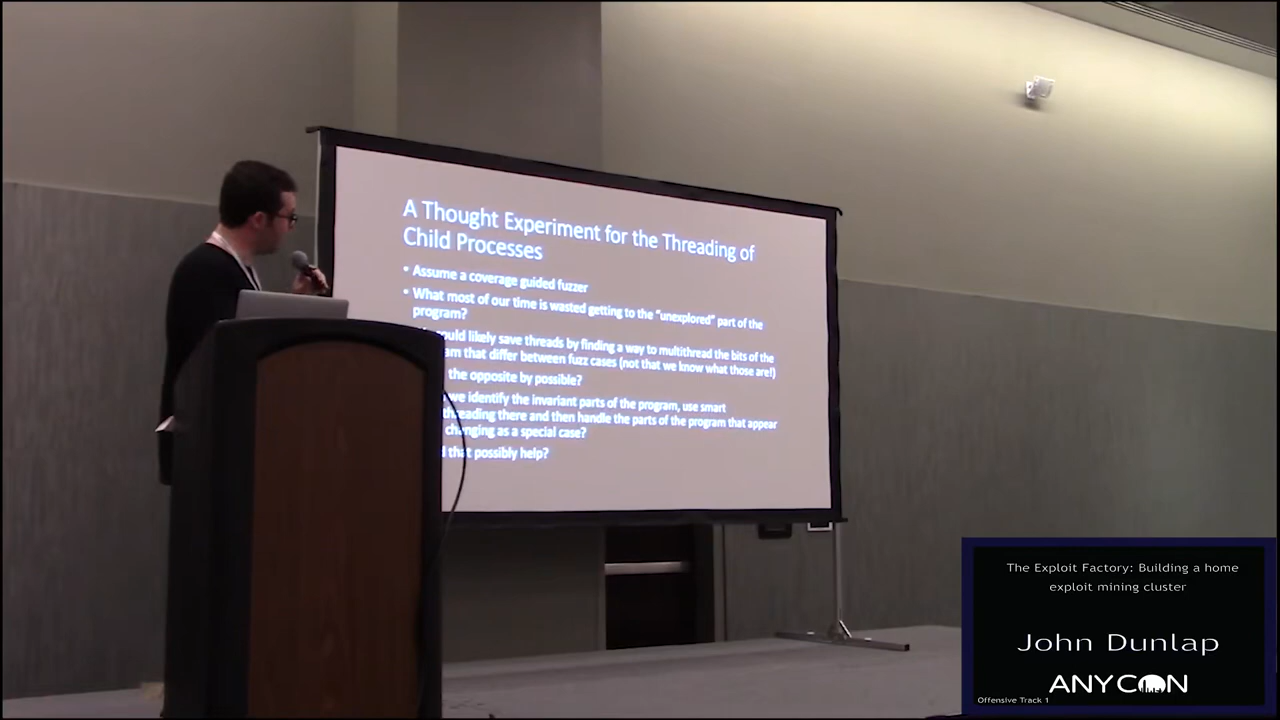 A Thought Experiment for the Threading of
Child Processes
• Assume a coverage guided fuzzer
• What most of our time is wasted getting to the "unexplored" part of the
program?
could likely save threads by finding a way to multithread the bits of the
that differ between fuzz cases (not that we know what those are!)
the opposite by possible?
we identify the invariant parts of the program, use smart
threading there and then handle the parts of the program that appear
changing as a special case?
that possibly help?
The Exploit Factory: Building a home
exploit mining cluster
John Dunlap
ANYCON
Offensive Track 1